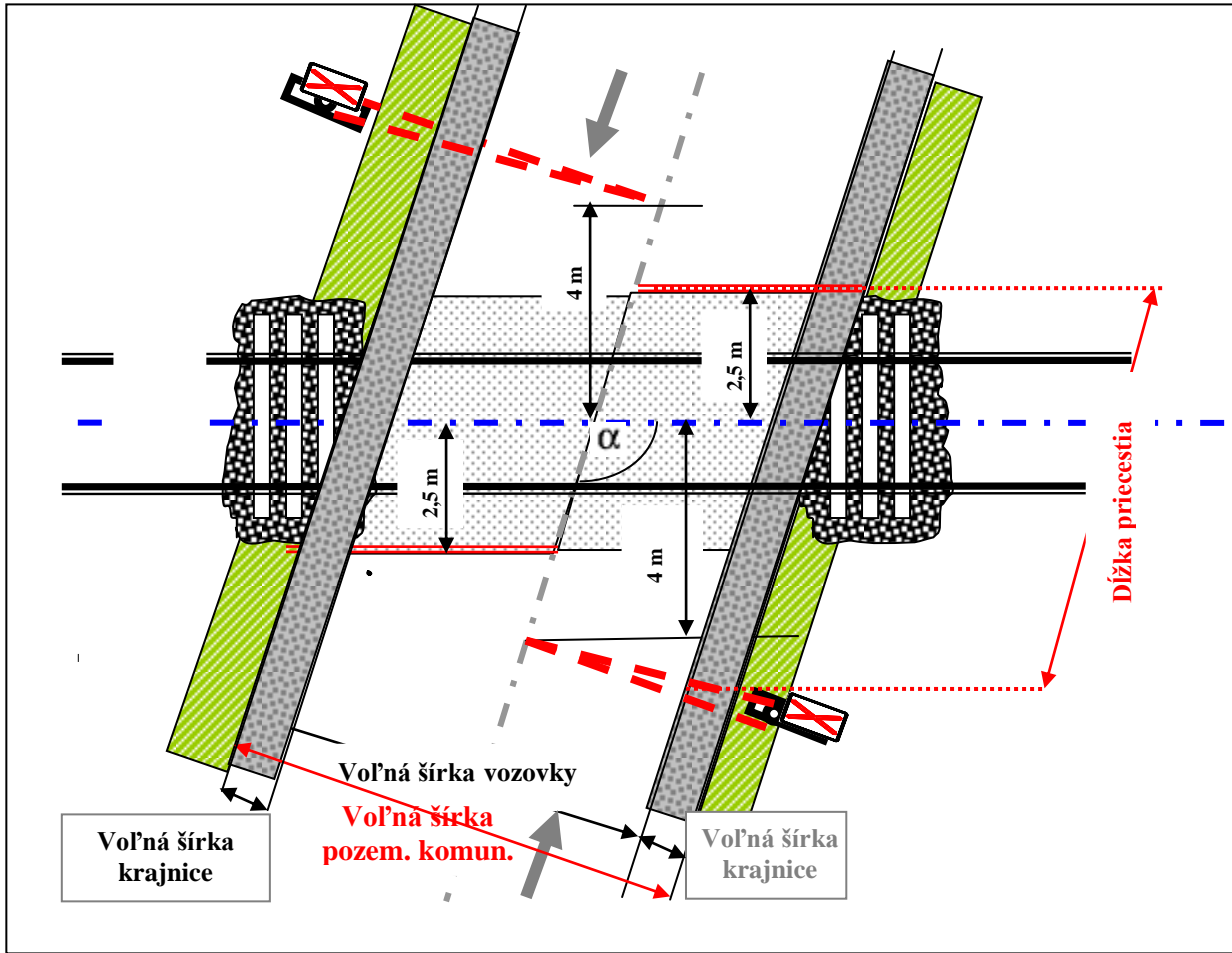 4 m
2,5 m
α
2,5 m
4 m
Dĺžka priecestia
Voľná šírka vozovky
Voľná šírka
pozem. komun.
Voľná šírka
krajnice
Voľná šírka
krajnice